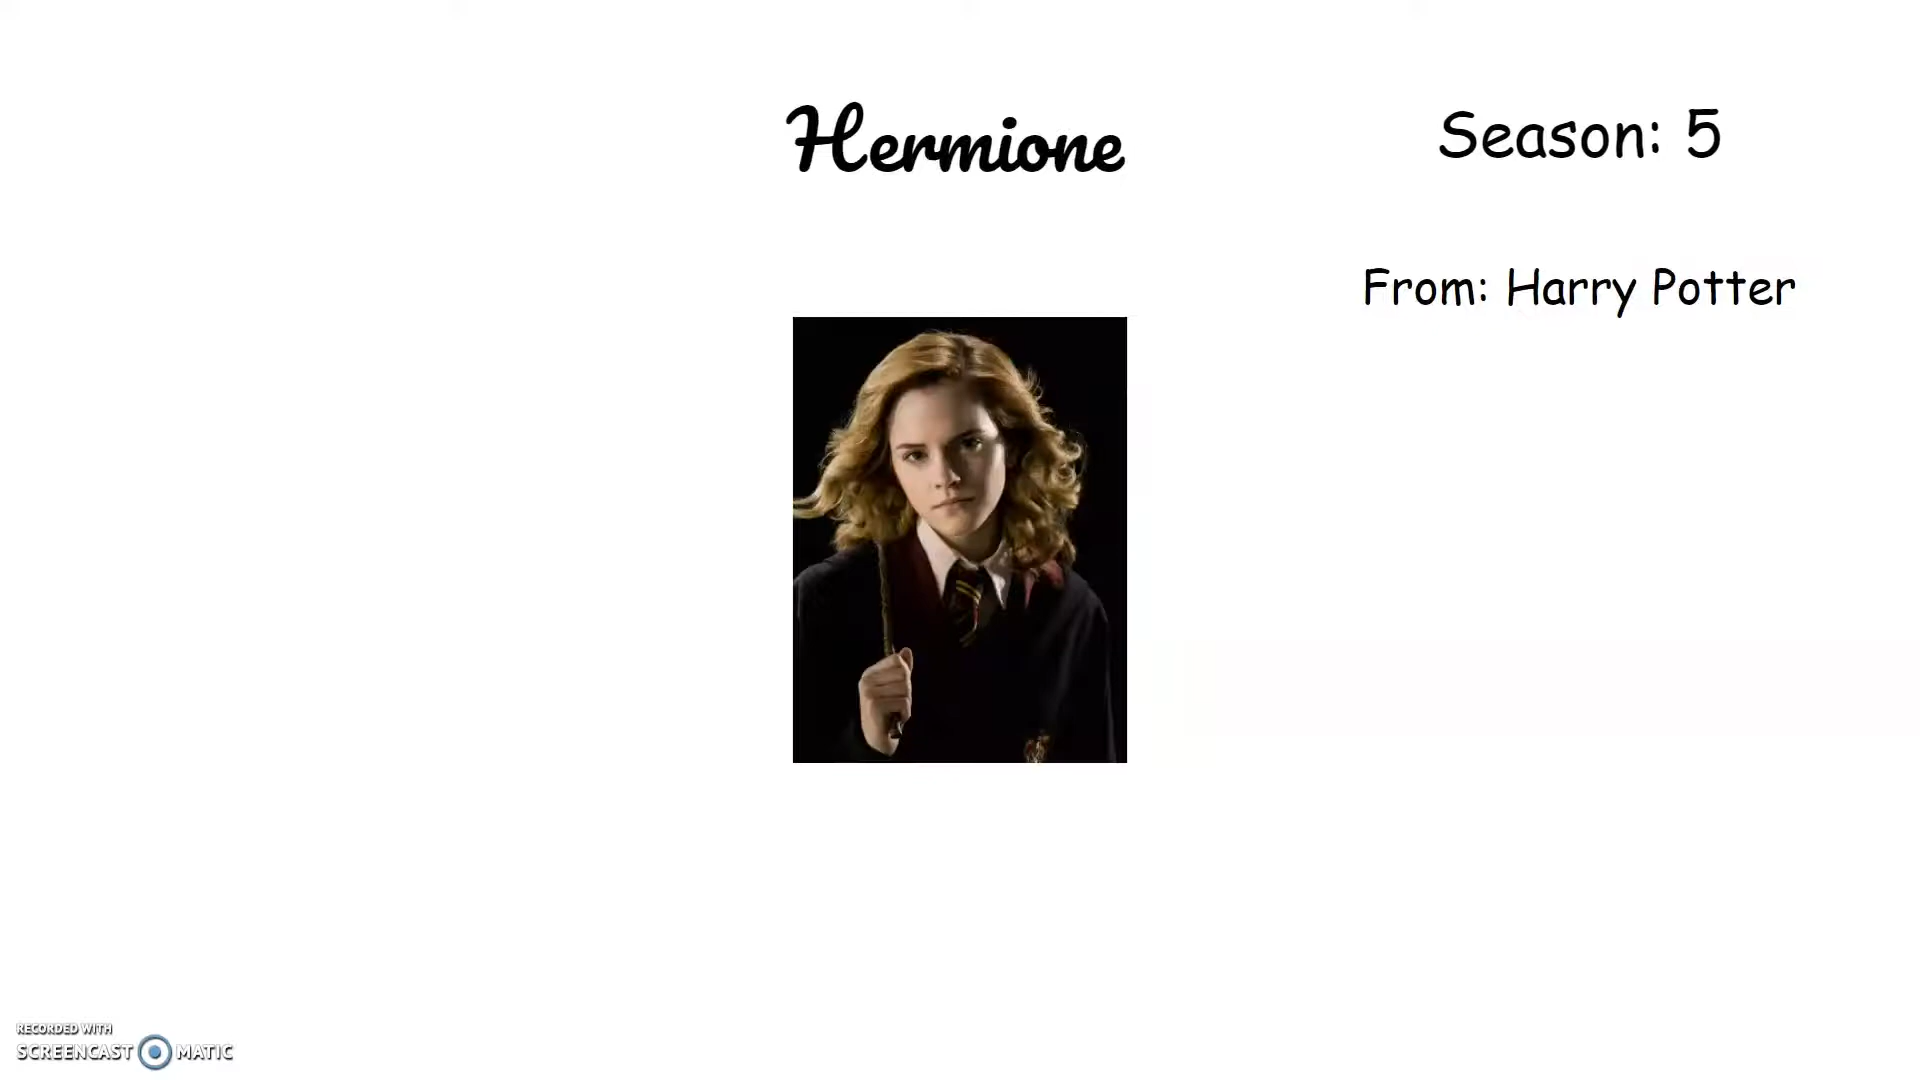 Hermione
Season: 5
From: Harry Potter
RECORDED WITH
SCREENCAST MATIC